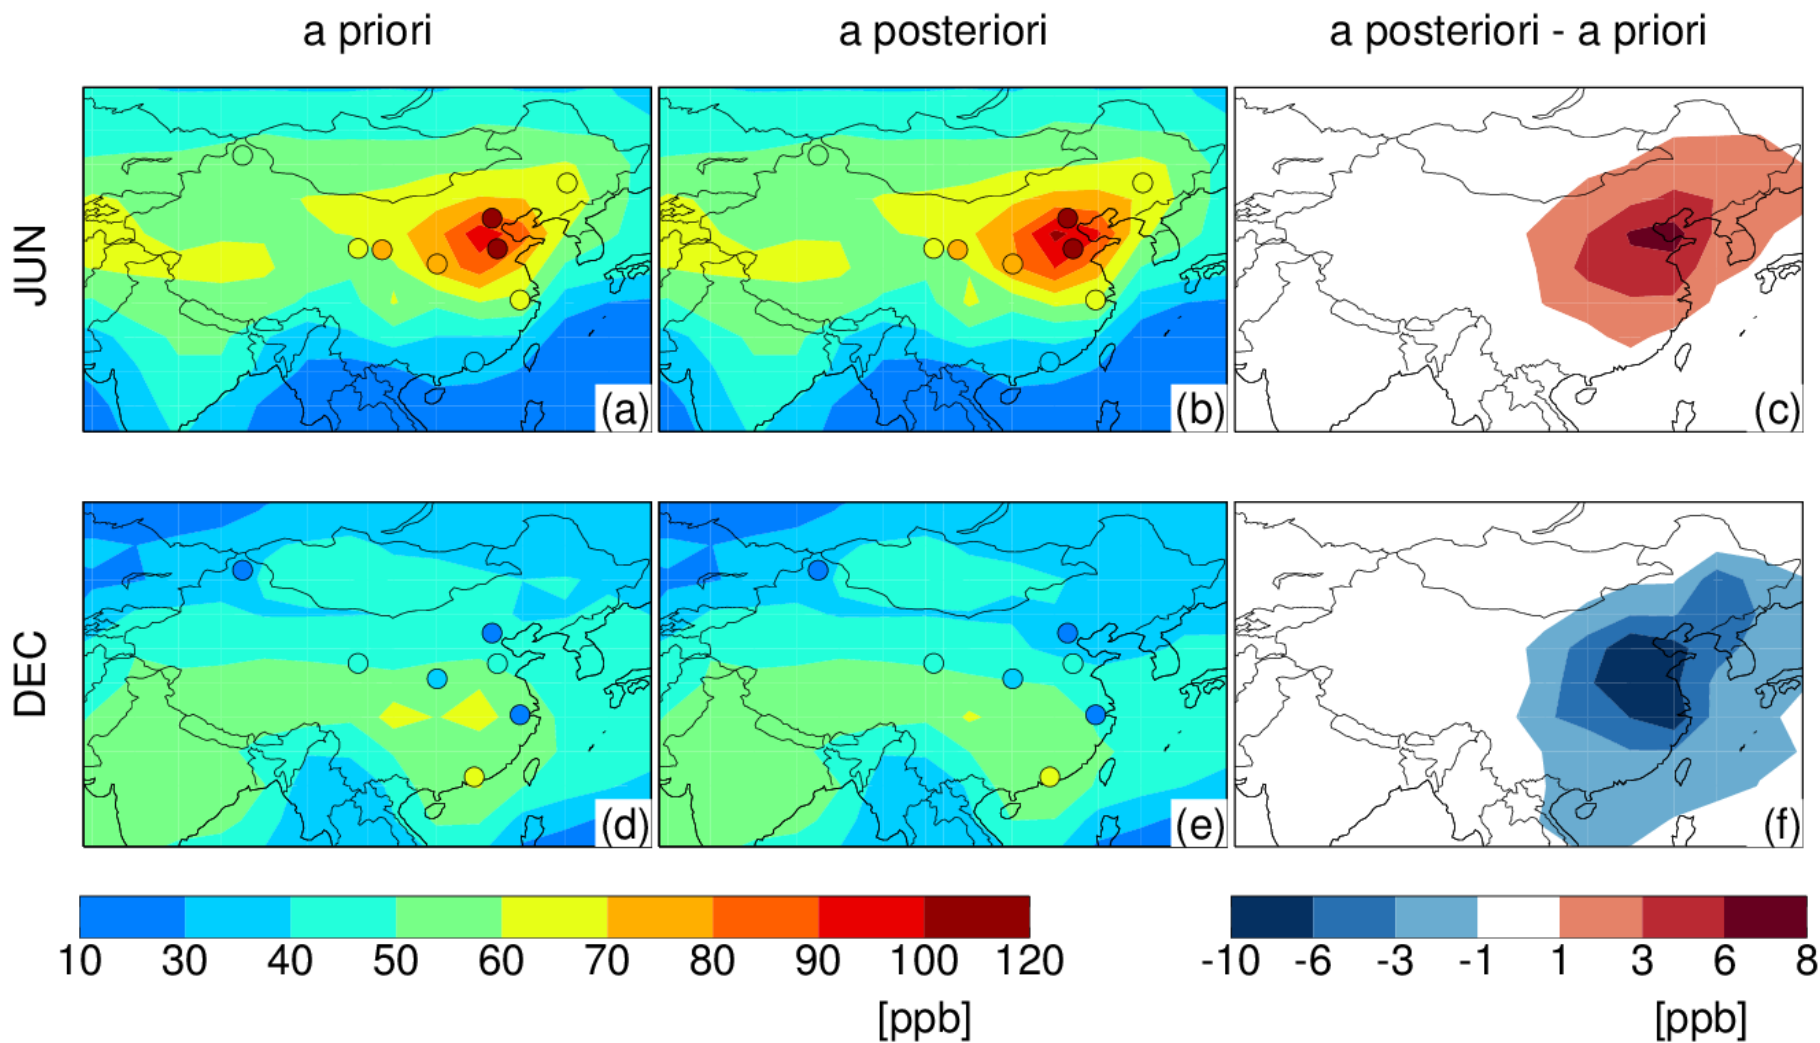 a priori
a posteriori
a posteriori - a priori
JUN
(a)
(b)
(c)
DEC
(d)
(e)
(f)
10 30 40 50 60 70 80 90 100 120
-10 -6 -3 -1 1 3 6 8
[ppb]
[ppb]